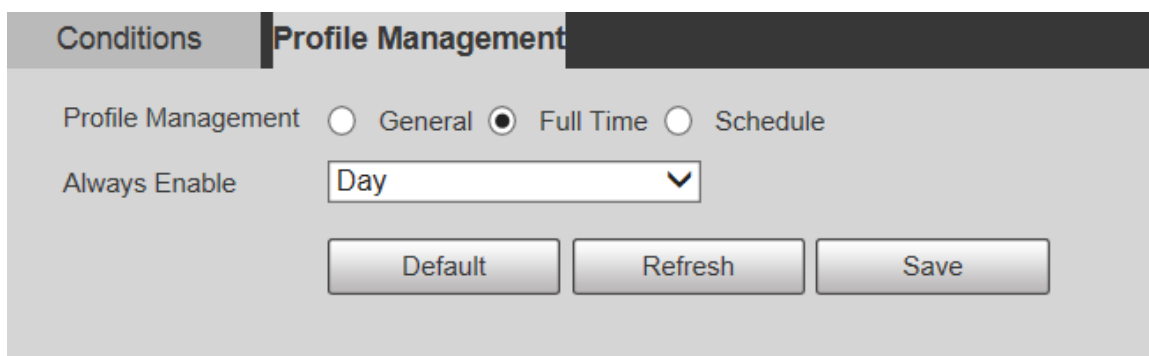 Conditions Profile Management
Profile Management General Full Time Schedule
Always Enable Day
Default Refresh Save